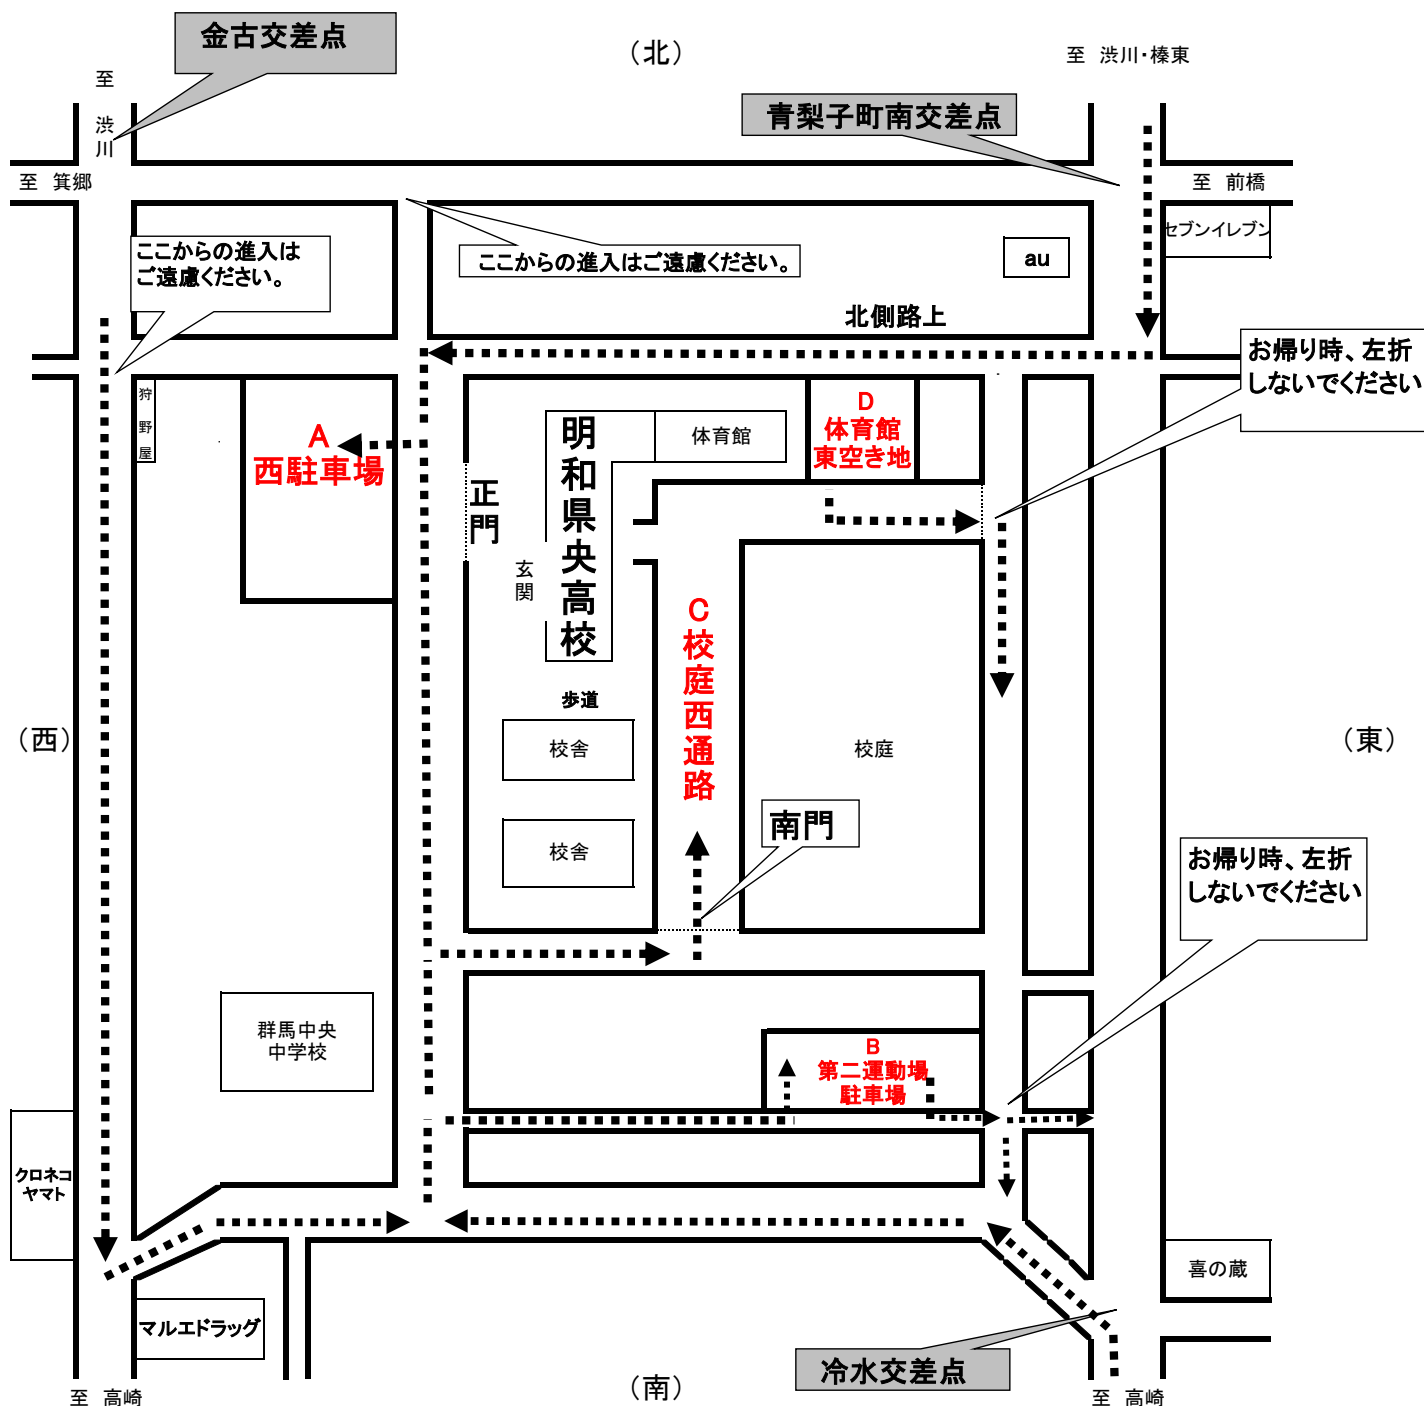 金古交差点
（北）
至　渋川・榛東
至　渋川
青梨子町南交差点
至　箕郷
至　前橋
セブンイレブン
ここからの進入は
ご遠慮ください。
ここからの進入はご遠慮ください。
au
北側路上
お帰り時、左折
しないでください
狩野屋
A
西駐車場
正門
明和県央高校
体育館
D
体育館
東空き地
玄関
C校庭西通路
歩道
校舎
校庭
（西）
（東）
南門
校舎
お帰り時、左折
しないでください
群馬中央
中学校
B
第二運動場
駐車場
クロネコ
ヤマト
喜の蔵
マルエドラッグ
冷水交差点
（南）
至　高崎
至　高崎